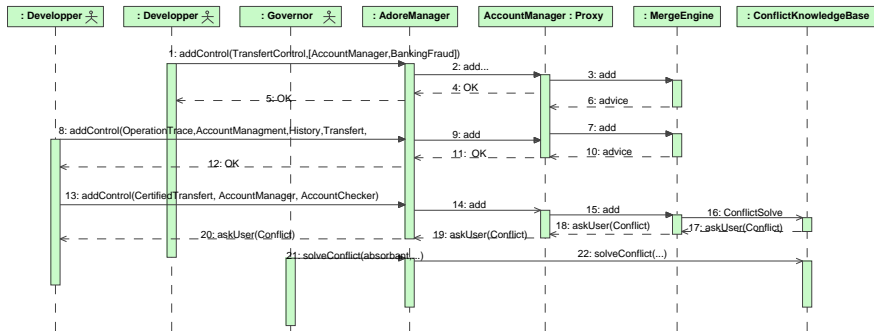 : Developper
: Developper
: Governor
: AdoreManager
AccountManager : Proxy
: MergeEngine
: ConflictKnowledgeBase
1: addControl(TransfertControl,[AccountManager,BankingFraud])
2: add...
3: add
4: OK
5: OK
6: advice
8: addControl(OperationTrace,AccountManagment,History,Transfert,
9: add
7: add
11: OK
10: advice
12: OK
13: addControl(CertifiedTransfert, AccountManager, AccountChecker)
14: add
15: add
16: ConflictSolve
17: askUser(Conflict)
18: askUser(Conflict)
19: askUser(Conflict)
20: askUser(Conflict)
21: solveConflict(absorbant,...)
22: solveConflict(...)